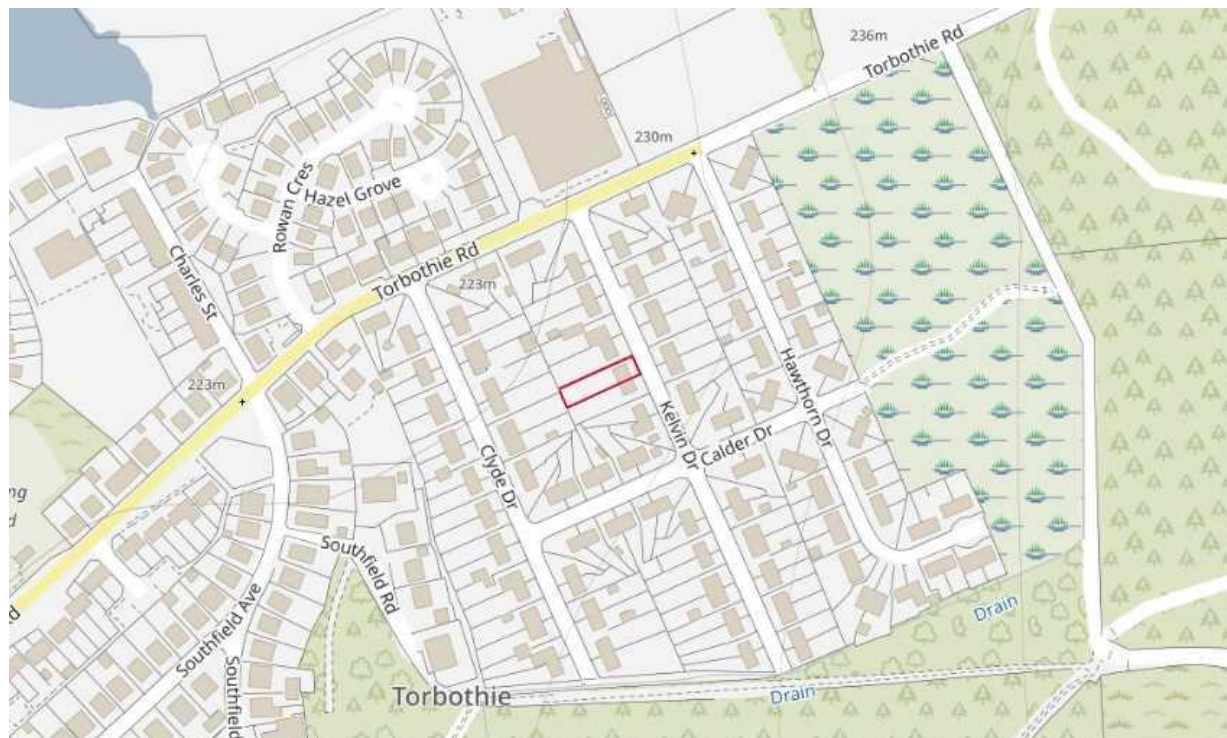 236m
Torbothie Rd
230m
Rowan Cres
Hazel Grove
Charles St
Torbothie Rd
223m
223m
Hawthorn Dr
Kelvin Dr
Calder Dr
Clyde Dr
Southfield Rd
Southfield Ave
Southfield
Drain
Torbothie
Drain